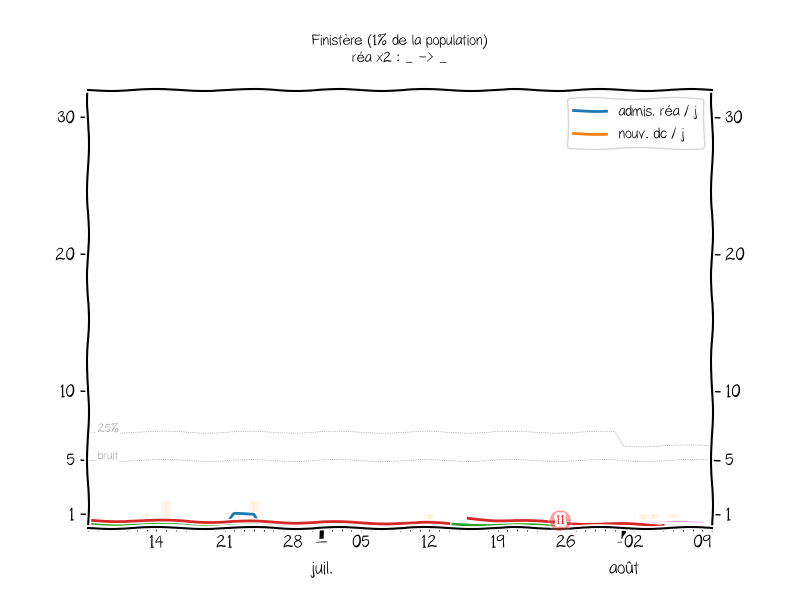 Finistère (1% de la population)
réa x2 : _ -> _
admis. réa / j
nouv. dc / j
30 30
20 20
10 10
25%
bruit
5 5
1 1
11
14 21 28 05 12 19 26 02 09
juil. août